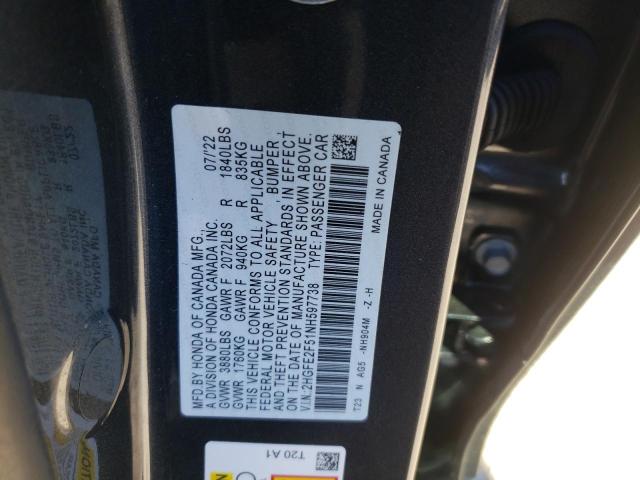 MFD.BY HONDA OF CANADA MFG. 07/'22
A DIVISION OF HONDA CANADA INC.
GVWR 3880LBS GAWR F 2072LBS R 1840LBS
GVWR 1760KG GAWR F 940KG R 835KG
THIS VEHICLE CONFORMS TO ALL APPLICABLE
FEDERAL MOTOR VEHICLE SAFETY, BUMPER,
AND THEFT PREVENTION STANDARDS IN EFFECT
ON THE DATE OF MANUFACTURE SHOWN ABOVE.
V.I.N.:2HGFE2F51NH597738 TYPE: PASSENGER CAR
T23 N AG5 -NH904M -Z -H
MADE IN CANADA
T20 A1